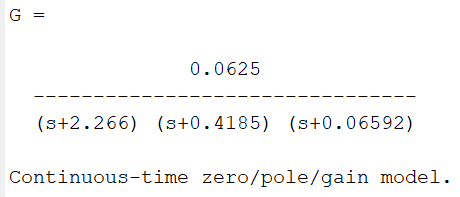 G =
0.0625
---------------------------------
(s+2.266) (s+0.4185) (s+0.06592)
Continuous-time zero/pole/gain model.